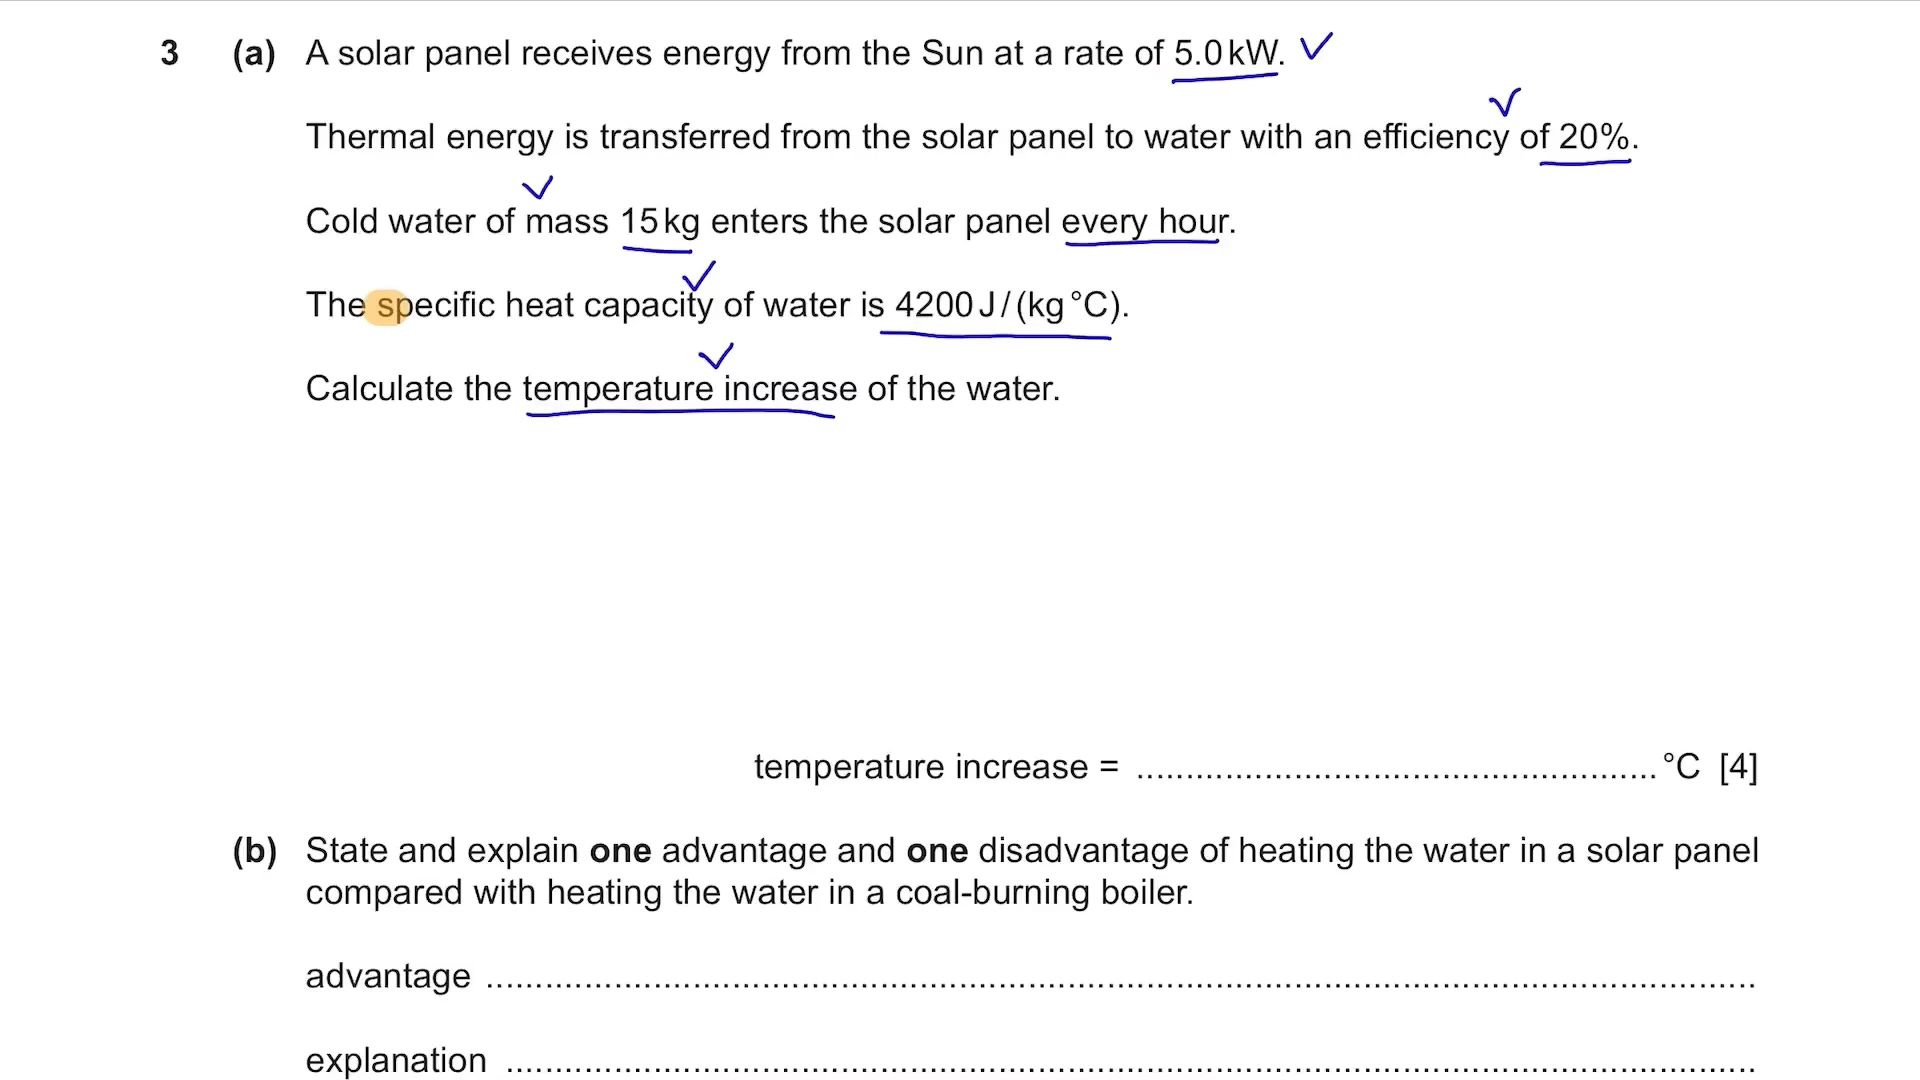 3 (a) A solar panel receives energy from the Sun at a rate of 5.0 kW.
Thermal energy is transferred from the solar panel to water with an efficiency of 20%.
Cold water of mass 15 kg enters the solar panel every hour.
The specific heat capacity of water is 4200 J/(kg °C).
Calculate the temperature increase of the water.
temperature increase = ...................................................... °C [4]
(b) State and explain one advantage and one disadvantage of heating the water in a solar panel
compared with heating the water in a coal-burning boiler.
advantage ..........................................................................................................................
explanation ........................................................................................................................